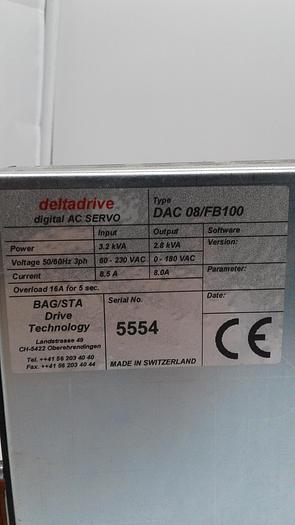 deltadrive
digital AC SERVO
Type
DAC 08/FB100
Input Output Software
Power 3.2 kVA 2.8 kVA Version:
Voltage 50/60Hz 3ph 60 - 230 VAC 0 - 180 VAC
Current 8.5 A 8.0A Parameter:
Overload 16A for 5 sec.
BAG/STA
Drive
Technology
Landstrasse 49
CH-5422 Oberehrendingen
Tel. ++41 56 203 40 40
Fax. ++41 56 203 40 44
Serial No.
5554
MADE IN SWITZERLAND
Date:
CE